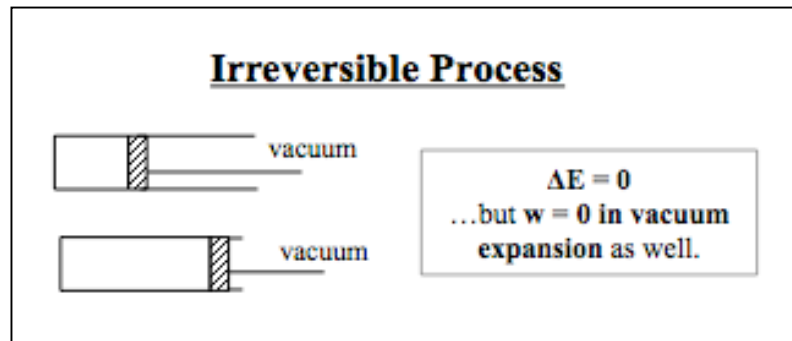 Irreversible Process
vacuum
vacuum
ΔE = 0
…but w = 0 in vacuum
expansion as well.